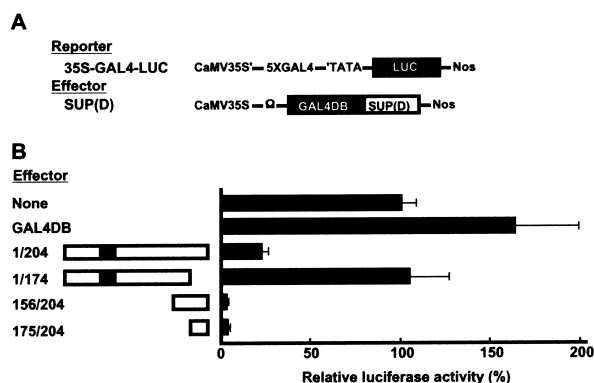 A
Reporter
35S-GAL4-LUC CaMV35S' 5XGAL4 'TATA LUC Nos
Effector
SUP(D) CaMV35S Ω GAL4DB SUP(D) Nos
B
Effector
None
GAL4DB
1/204
1/174
156/204
175/204
0 50 100 150 200
Relative luciferase activity (%)